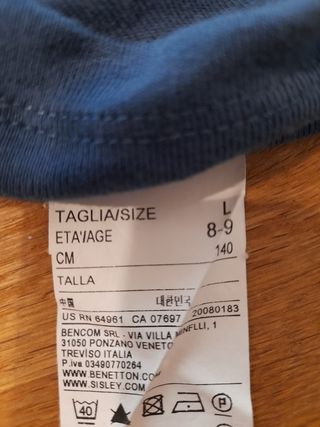 TAGLIA/SIZE L
ETA'/AGE 8-9
CM 140
TALLA
中国 대한민국
US RN 64961 CA 07697 20080183
BENCOM SRL - VIA VILLA MINELLI, 1
31050 PONZANO VENETO
TREVISO ITALIA
P.iva 03490770264
WWW.BENETTON.COM
WWW.SISLEY.COM
40 P